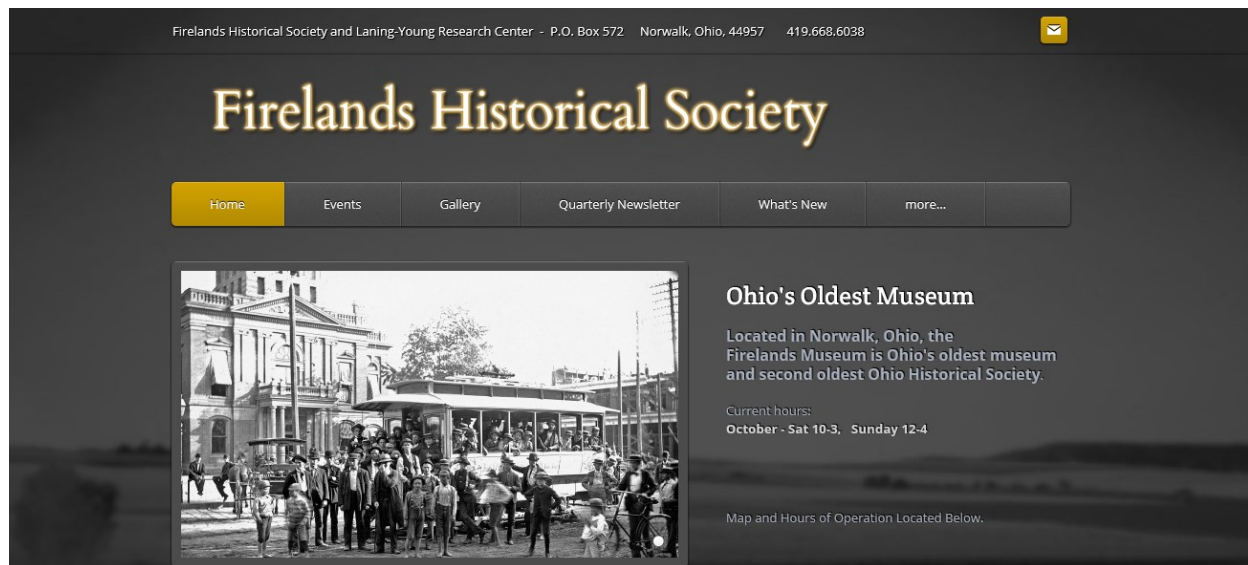 Firelands Historical Society and Laning-Young Research Center - P.O. Box 572 Norwalk, Ohio, 44957 419.668.6038
Firelands Historical Society
Home Events Gallery Quarterly Newsletter What's New more...
Ohio's Oldest Museum
Located in Norwalk, Ohio, the
Firelands Museum is Ohio's oldest museum
and second oldest Ohio Historical Society.
Current hours:
October - Sat 10-3, Sunday 12-4
Map and Hours of Operation Located Below.